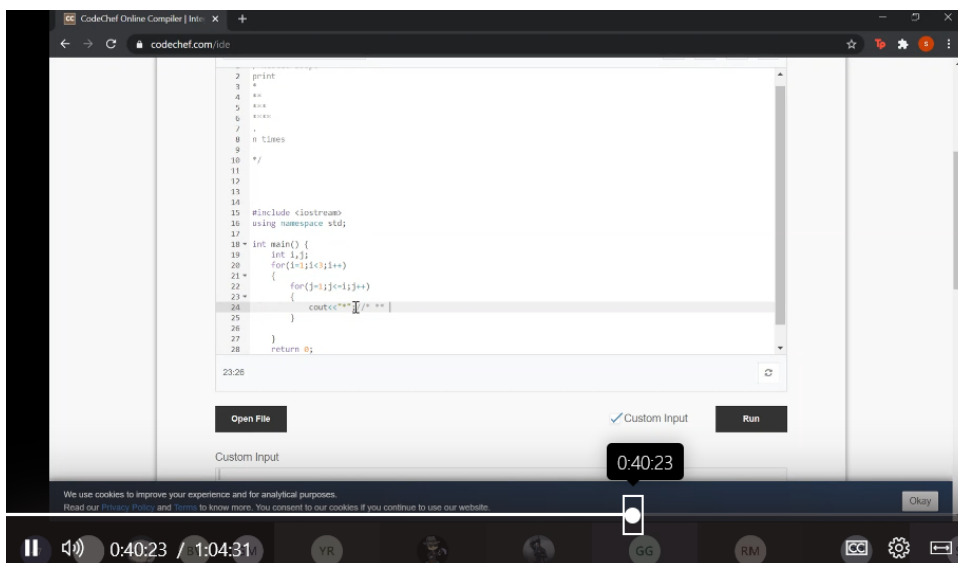 CodeChef Online Compiler | Inte
codechef.com/ide
Tp
s
2 print
3 *
4 **
5 ***
6 ****
7 .
8 n times
9
10 */
11
12
13
14
15 #include <iostream>
16 using namespace std;
17
18 int main() {
19 int i,j;
20 for(i=1;i<3;i++)
21 {
22 for(j=1;j<=i;j++)
23 {
24 cout<<"*";//* **
25 }
26
27 }
28 return 0;
23:26
Open File
Custom Input
Run
Custom Input
0:40:23
We use cookies to improve your experience and for analytical purposes.
Read our Privacy Policy and Terms to know more. You consent to our cookies if you continue to use our website.
Okay
0:40:23 / 1:04:31
YR
GG
RM
CC